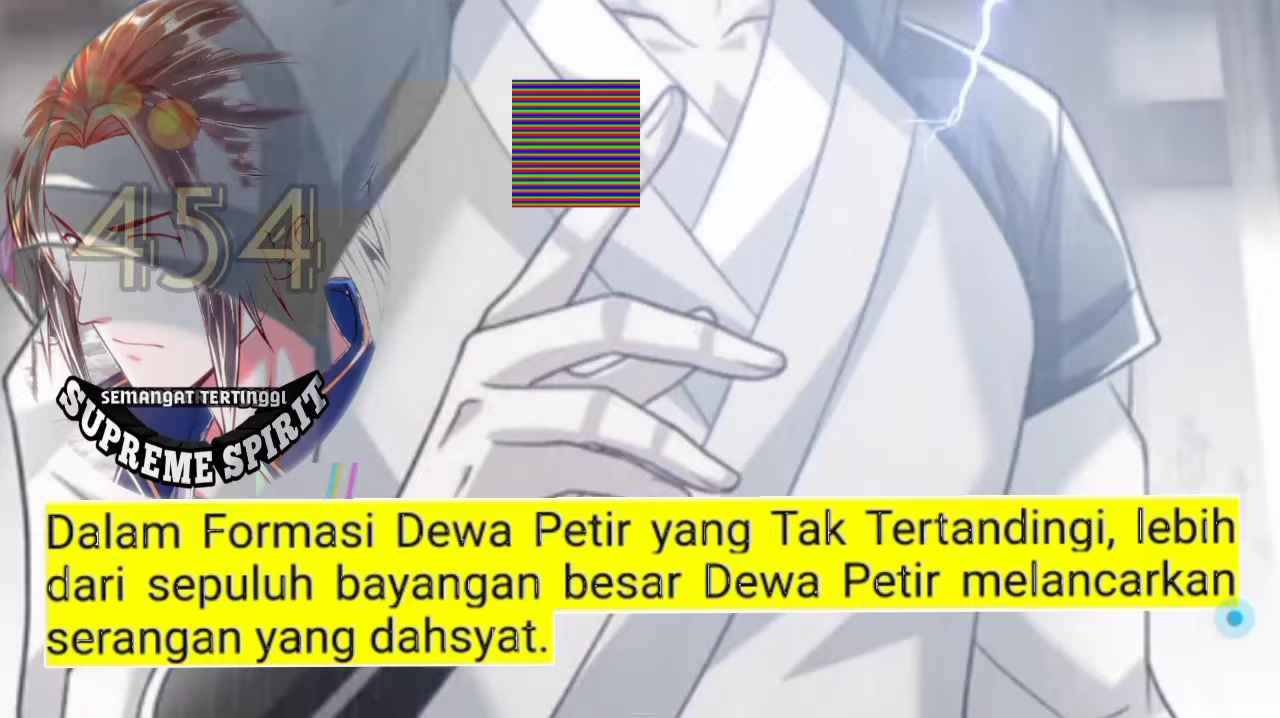 454
SEMANGAT TERTINGGI
SUPREME SPIRIT
Dalam Formasi Dewa Petir yang Tak Tertandingi, lebih
dari sepuluh bayangan besar Dewa Petir melancarkan
serangan yang dahsyat.